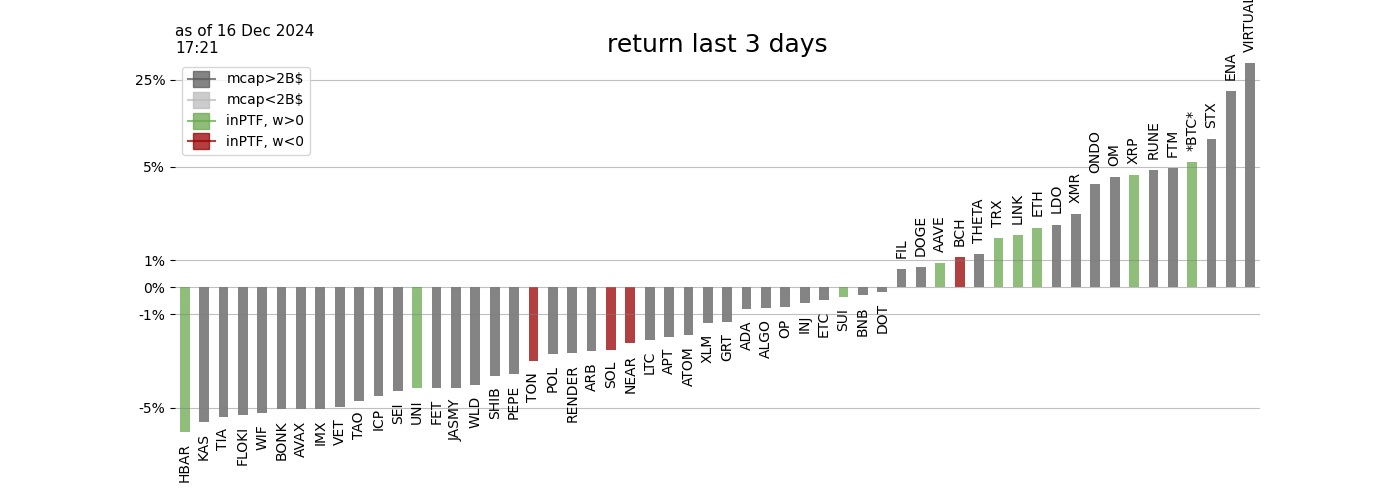 as of 16 Dec 2024
17:21
return last 3 days
mcap>2B$
mcap<2B$
inPTF, w>0
inPTF, w<0
25%
5%
1%
0%
-1%
-5%
HBAR
KAS
TIA
FLOKI
WIF
BONK
AVAX
IMX
VET
TAO
ICP
SEI
UNI
FET
JASMY
WLD
SHIB
PEPE
TON
POL
RENDER
ARB
SOL
NEAR
LTC
APT
ATOM
XLM
GRT
ADA
ALGO
OP
INJ
ETC
SUI
BNB
DOT
FIL
DOGE
AAVE
BCH
THETA
TRX
LINK
ETH
LDO
XMR
ONDO
OM
XRP
RUNE
FTM
*BTC*
STX
ENA
VIRTUAL